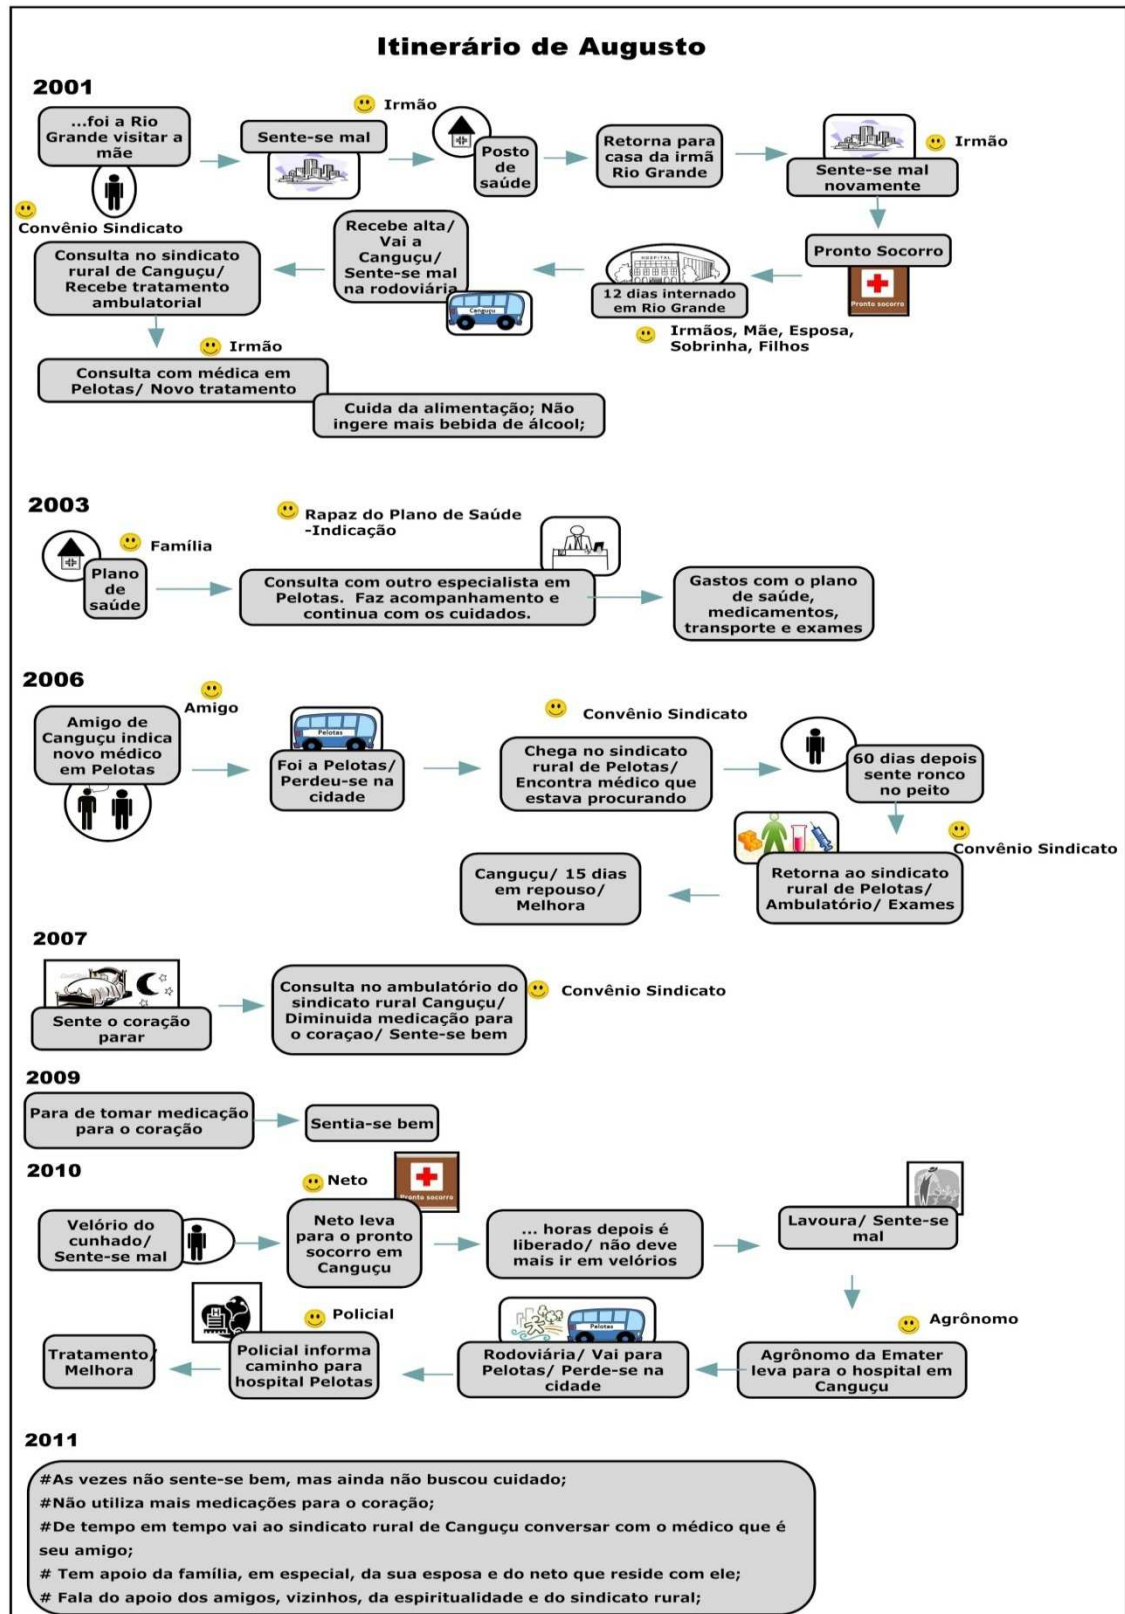 Itinerário de Augusto
2001
...foi a Rio
Grande visitar a
mãe
Sente-se mal
Irmão
Posto
de
saúde
Retorna para
casa da irmã
Rio Grande
Irmão
Sente-se mal
novamente
Pronto Socorro
Pronto socorro
HOSPITAL
12 dias internado
em Rio Grande
Irmãos, Mãe, Esposa,
Sobrinha, Filhos
Recebe alta/
Vai a
Canguçu/
Sente-se mal
na rodoviária
Canguçu
Convênio Sindicato
Consulta no sindicato
rural de Canguçu/
Recebe tratamento
ambulatorial
Irmão
Consulta com médica em
Pelotas/ Novo tratamento
Cuida da alimentação; Não
ingere mais bebida de álcool;
2003
Família
Plano
de
saúde
Rapaz do Plano de Saúde
-Indicação
Consulta com outro especialista em
Pelotas. Faz acompanhamento e
continua com os cuidados.
Gastos com o plano
de saúde,
medicamentos,
transporte e exames
2006
Amigo
Amigo de
Canguçu indica
novo médico
em Pelotas
Pelotas
Foi a Pelotas/
Perdeu-se na
cidade
Convênio Sindicato
Chega no sindicato
rural de Pelotas/
Encontra médico que
estava procurando
60 dias depois
sente ronco
no peito
Convênio Sindicato
Retorna ao sindicato
rural de Pelotas/
Ambulatório/ Exames
Canguçu/ 15 dias
em repouso/
Melhora
2007
Sente o coração
parar
Consulta no ambulatório do
sindicato rural Canguçu/
Diminuida medicação para
o coraçao/ Sente-se bem
Convênio Sindicato
2009
Para de tomar medicação
para o coração
Sentia-se bem
2010
Velório do
cunhado/
Sente-se mal
Neto
Pronto socorro
Neto leva
para o pronto
socorro em
Canguçu
... horas depois é
liberado/ não deve
mais ir em velórios
Lavoura/ Sente-se
mal
Agrônomo
Agrônomo da Emater
leva para o hospital em
Canguçu
Pelotas
Rodoviária/ Vai para
Pelotas/ Perde-se na
cidade
Policial
Policial informa
caminho para
hospital Pelotas
H
Tratamento/
Melhora
2011
#As vezes não sente-se bem, mas ainda não buscou cuidado;
#Não utiliza mais medicações para o coração;
#De tempo em tempo vai ao sindicato rural de Canguçu conversar com o médico que é
seu amigo;
# Tem apoio da família, em especial, da sua esposa e do neto que reside com ele;
# Fala do apoio dos amigos, vizinhos, da espiritualidade e do sindicato rural;